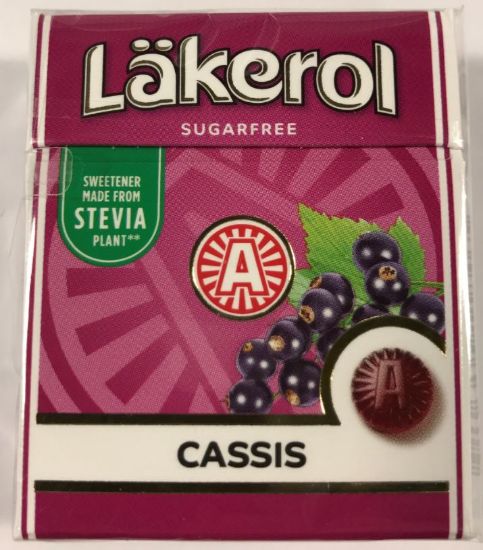 Läkerol
SUGARFREE
SWEETENER
MADE FROM
STEVIA
PLANT**
A
A
CASSIS